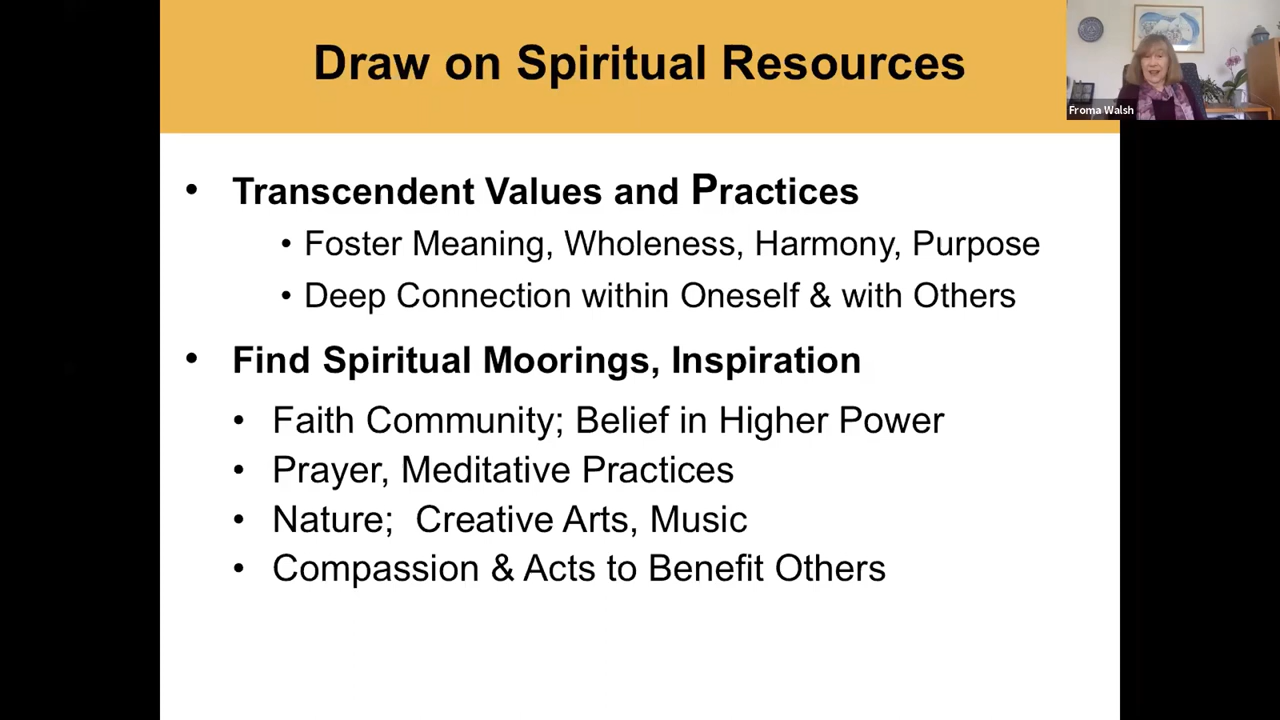 Draw on Spiritual Resources
Froma Walsh
• Transcendent Values and Practices
• Foster Meaning, Wholeness, Harmony, Purpose
• Deep Connection within Oneself & with Others
• Find Spiritual Moorings, Inspiration
• Faith Community; Belief in Higher Power
• Prayer, Meditative Practices
• Nature;  Creative Arts, Music
• Compassion & Acts to Benefit Others